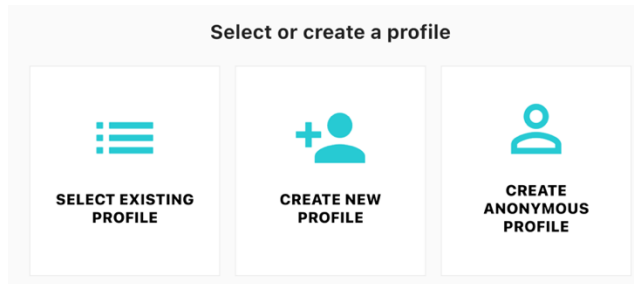 Select or create a profile
SELECT EXISTING
PROFILE
CREATE NEW
PROFILE
CREATE
ANONYMOUS
PROFILE